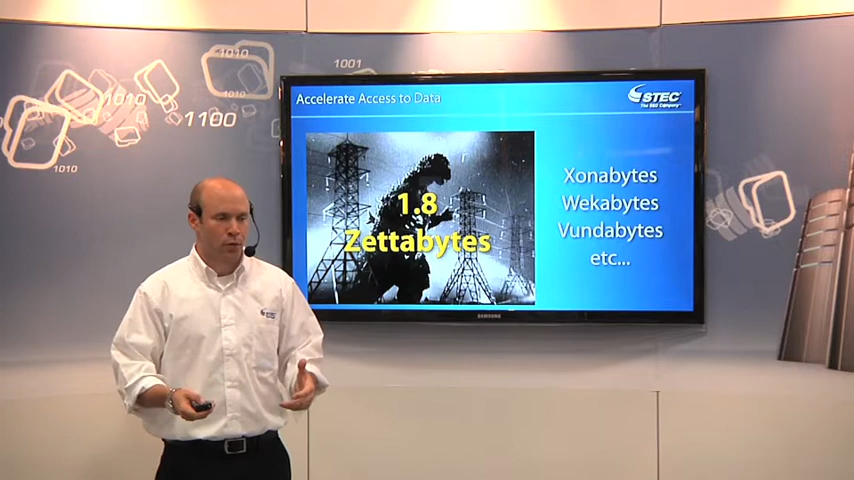 1010
1001
1010
1010
1100
1010
Accelerate Access to Data
STEC
The SSD Company
1.8
Zettabytes
Xonabytes
Wekabytes
Vundabytes
etc...
SAMSUNG